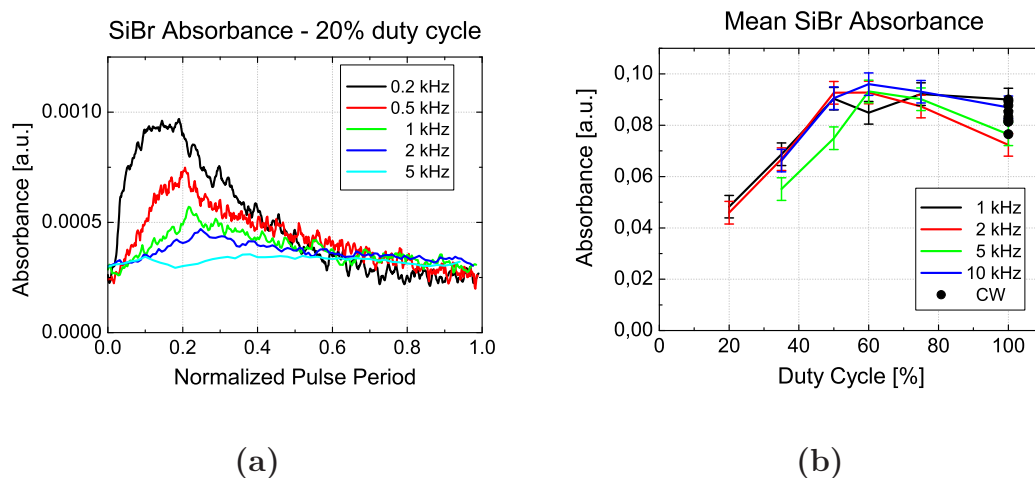 SiBr Absorbance - 20% duty cycle
0.2 kHz
0.5 kHz
1 kHz
2 kHz
5 kHz
0.0010
0.0005
0.0000
Absorbance [a.u.]
0.0 0.2 0.4 0.6 0.8 1.0
Normalized Pulse Period
(a)
Mean SiBr Absorbance
0,10
0,08
0,06
0,04
0,02
0,00
Absorbance [a.u.]
1 kHz
2 kHz
5 kHz
10 kHz
CW
0 20 40 60 80 100
Duty Cycle [%]
(b)